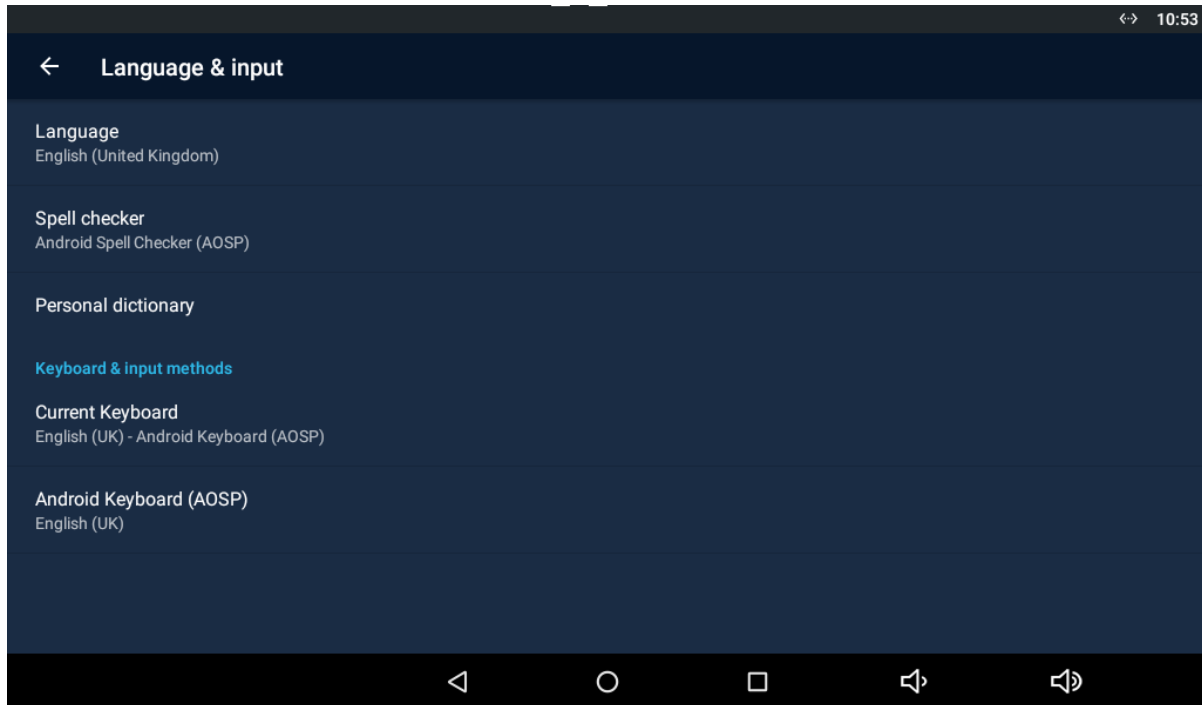 10:53
Language & input
Language
English (United Kingdom)
Spell checker
Android Spell Checker (AOSP)
Personal dictionary
Keyboard & input methods
Current Keyboard
English (UK) - Android Keyboard (AOSP)
Android Keyboard (AOSP)
English (UK)